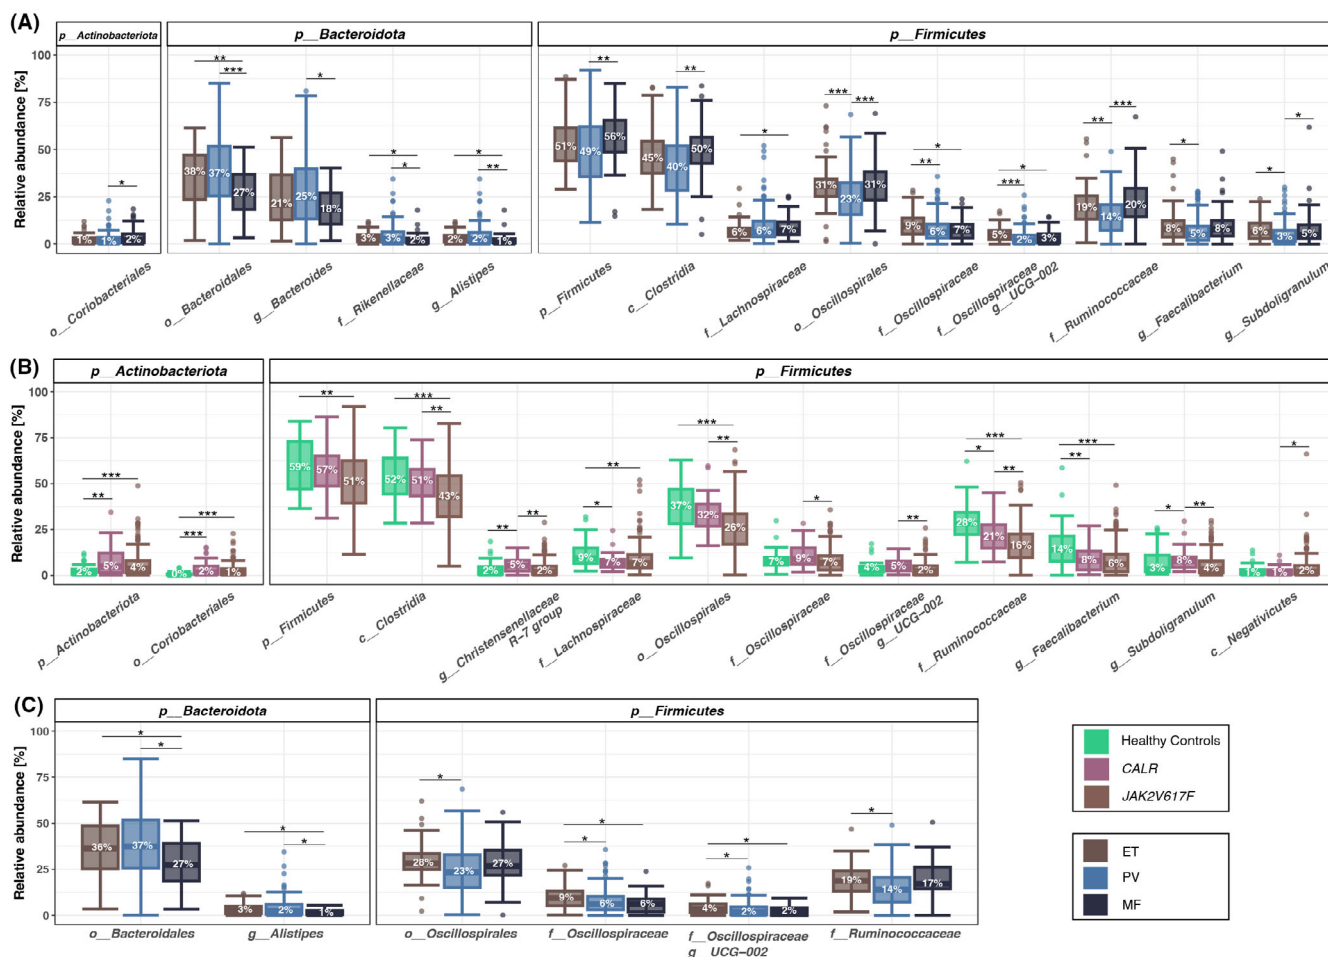 (A)
p__Actinobacteriota
p__Bacteroidota
p__Firmicutes
Relative abundance [%]
100
75
50
25
0
*
** *** * * * * **
** ** * *** *** ** * *** * ** *** * * *
1% 1% 2%
38% 37% 27%
21% 25% 18%
3% 3% 2%
2% 2% 1%
51% 49% 56%
45% 40% 50%
6% 6% 7%
31% 23% 31%
9% 6% 7%
5% 2% 3%
19% 14% 20%
8% 5% 8%
6% 3% 5%
o__Coriobacteriales
o__Bacteroidales
g__Bacteroides
f__Rikenellaceae
g__Alistipes
p__Firmicutes
c__Clostridia
f__Lachnospiraceae
o__Oscillospirales
f__Oscillospiraceae
f__Oscillospiraceae
g__UCG-002
f__Ruminococcaceae
g__Faecalibacterium
g__Subdoligranulum
(B)
p__Actinobacteriota
p__Firmicutes
Relative abundance [%]
100
75
50
25
0
*** ** *** ***
** *** ** ** ** ** * *** ** * ** *** * ** *** ** * ** *
2% 5% 4%
0% 2% 1%
59% 57% 51%
52% 51% 43%
2% 5% 2%
9% 7% 7%
37% 32% 26%
7% 9% 7%
4% 5% 2%
28% 21% 16%
14% 8% 6%
3% 8% 4%
1% 1% 2%
p__Actinobacteriota
o__Coriobacteriales
p__Firmicutes
c__Clostridia
g__Christensenellaceae
R-7 group
f__Lachnospiraceae
o__Oscillospirales
f__Oscillospiraceae
f__Oscillospiraceae
g__UCG-002
f__Ruminococcaceae
g__Faecalibacterium
g__Subdoligranulum
c__Negativicutes
(C)
p__Bacteroidota
p__Firmicutes
Relative abundance [%]
100
75
50
25
0
* * * *
* * * * * *
36% 37% 27%
3% 2% 1%
28% 23% 27%
9% 6% 6%
4% 2% 2%
19% 14% 17%
o__Bacteroidales
g__Alistipes
o__Oscillospirales
f__Oscillospiraceae
f__Oscillospiraceae
g__UCG-002
f__Ruminococcaceae
Healthy Controls
CALR
JAK2V617F
ET
PV
MF